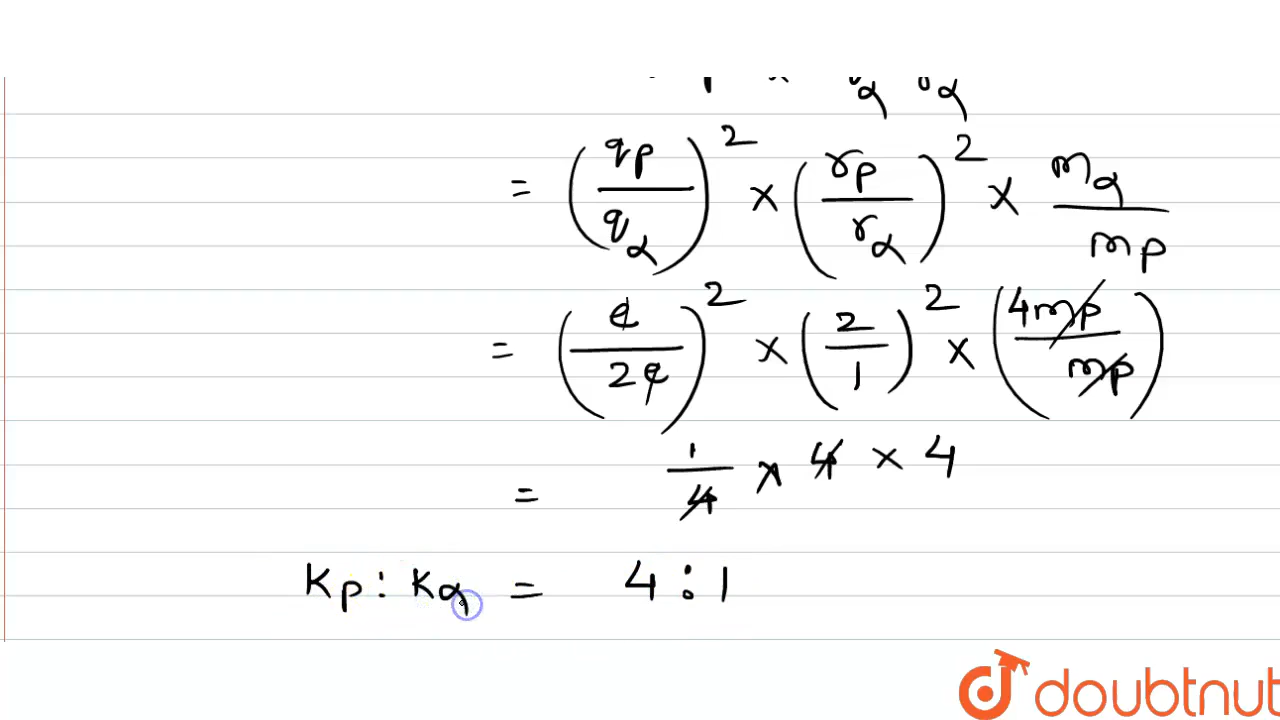 = (qp/qα)² × (rp/rα)² × mα/mp
= (e/2e)² × (2/1)² × (4mp/mp)
= 1/4 × 4 × 4
Kp : Kα = 4 : 1
doubtnut